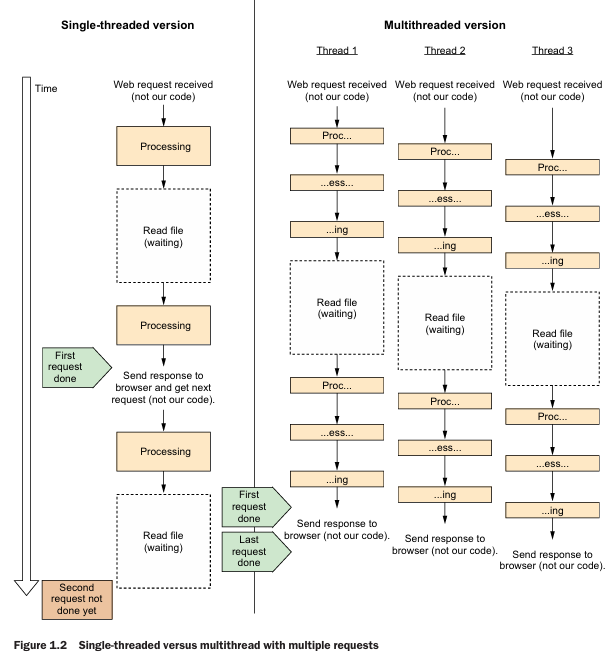 Single-threaded version
Time
Web request received
(not our code)
Processing
Read file
(waiting)
Processing
First
request
done
Send response to
browser and get next
request (not our code).
Processing
Read file
(waiting)
Second
request not
done yet
Multithreaded version
Thread 1
Web request received
(not our code)
Proc...
...ess...
...ing
Read file
(waiting)
Proc...
...ess...
...ing
First
request
done
Send response to
browser (not our code).
Last
request
done
Thread 2
Web request received
(not our code)
Proc...
...ess...
...ing
Read file
(waiting)
Proc...
...ess...
...ing
Send response to
browser (not our code).
Thread 3
Web request received
(not our code)
Proc...
...ess...
...ing
Read file
(waiting)
Proc...
...ess...
...ing
Send response to
browser (not our code).
Figure 1.2 Single-threaded versus multithread with multiple requests